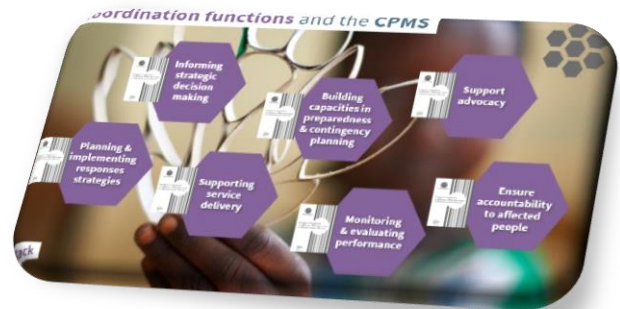 oordination functions and the CPMS
Informing
strategic
decision
making
Building
capacities in
preparedness
& contingency
planning
Support
advocacy
Planning &
implementing
responses
strategies
Supporting
service
delivery
Monitoring
& evaluating
performance
Ensure
accountability
to affected
people